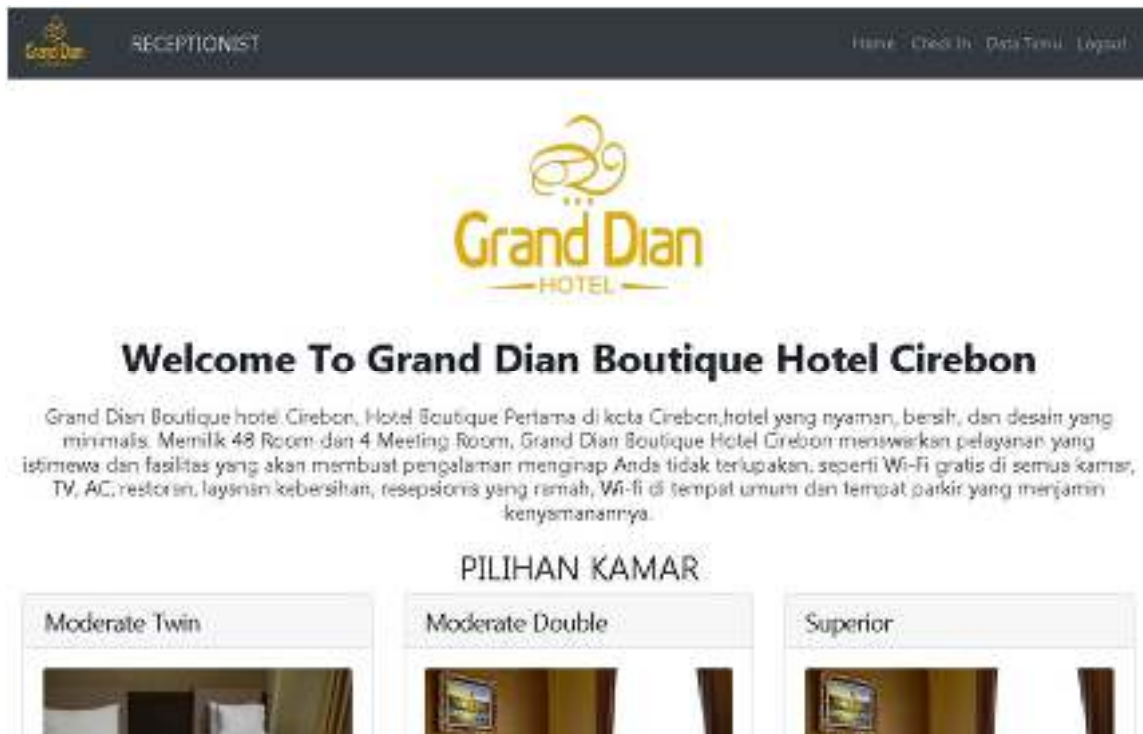 Grand Dian
RECEPTIONIST
Home Check In Data Tamu Logout
Grand Dian
HOTEL
Welcome To Grand Dian Boutique Hotel Cirebon
Grand Dian Boutique hotel Cirebon, Hotel Boutique Pertama di kota Cirebon,hotel yang nyaman, bersih, dan desain yang
minimalis. Memilik 48 Room dan 4 Meeting Room, Grand Dian Boutique Hotel Cirebon menawarkan pelayanan yang
istimewa dan fasilitas yang akan membuat pengalaman menginap Anda tidak terlupakan, seperti Wi-Fi gratis di semua kamar,
TV, AC, restoran, layanan kebersihan, resepsionis yang ramah, Wi-fi di tempat umum dan tempat parkir yang menjamin
kenyamanannya.
PILIHAN KAMAR
Moderate Twin
Moderate Double
Superior